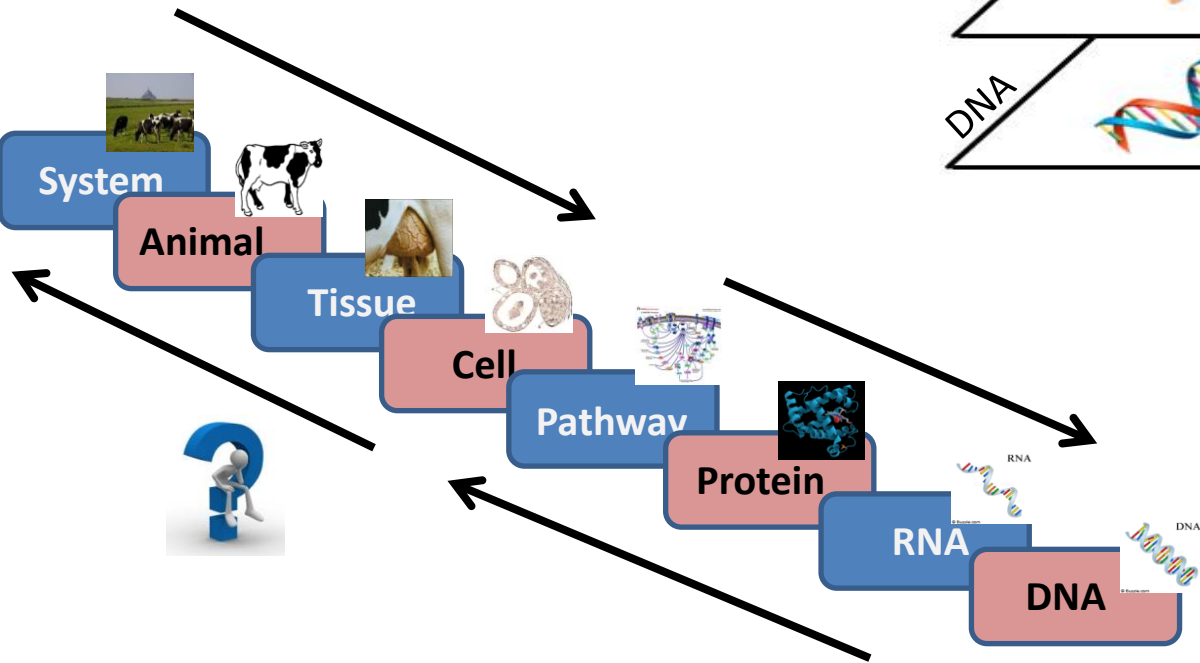 DNA
System
Animal
Tissue
Cell
Pathway
Protein
RNA
RNA
DNA
DNA